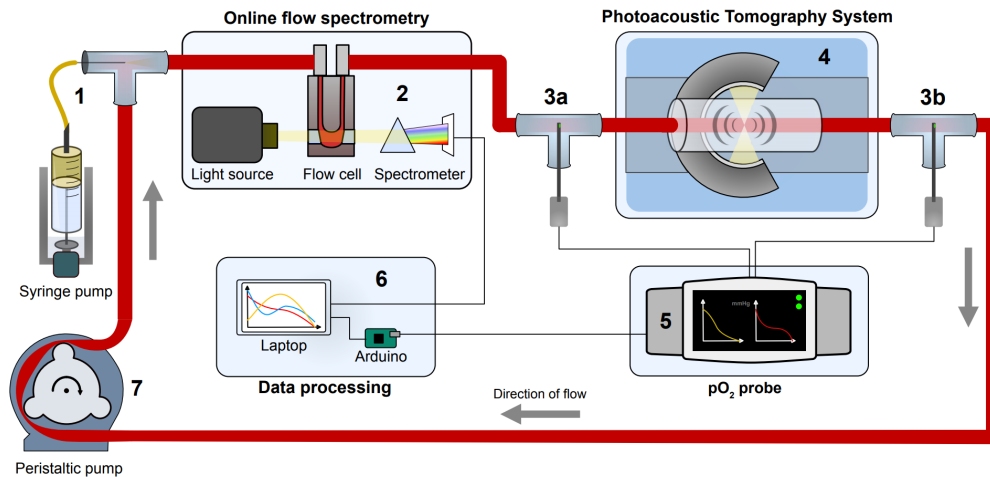 Online flow spectrometry
Photoacoustic Tomography System
1
2
3a
4
3b
Light source
Flow cell
Spectrometer
Syringe pump
6
Laptop
Arduino
Data processing
5
mmHg
pO₂ probe
7
Direction of flow
Peristaltic pump